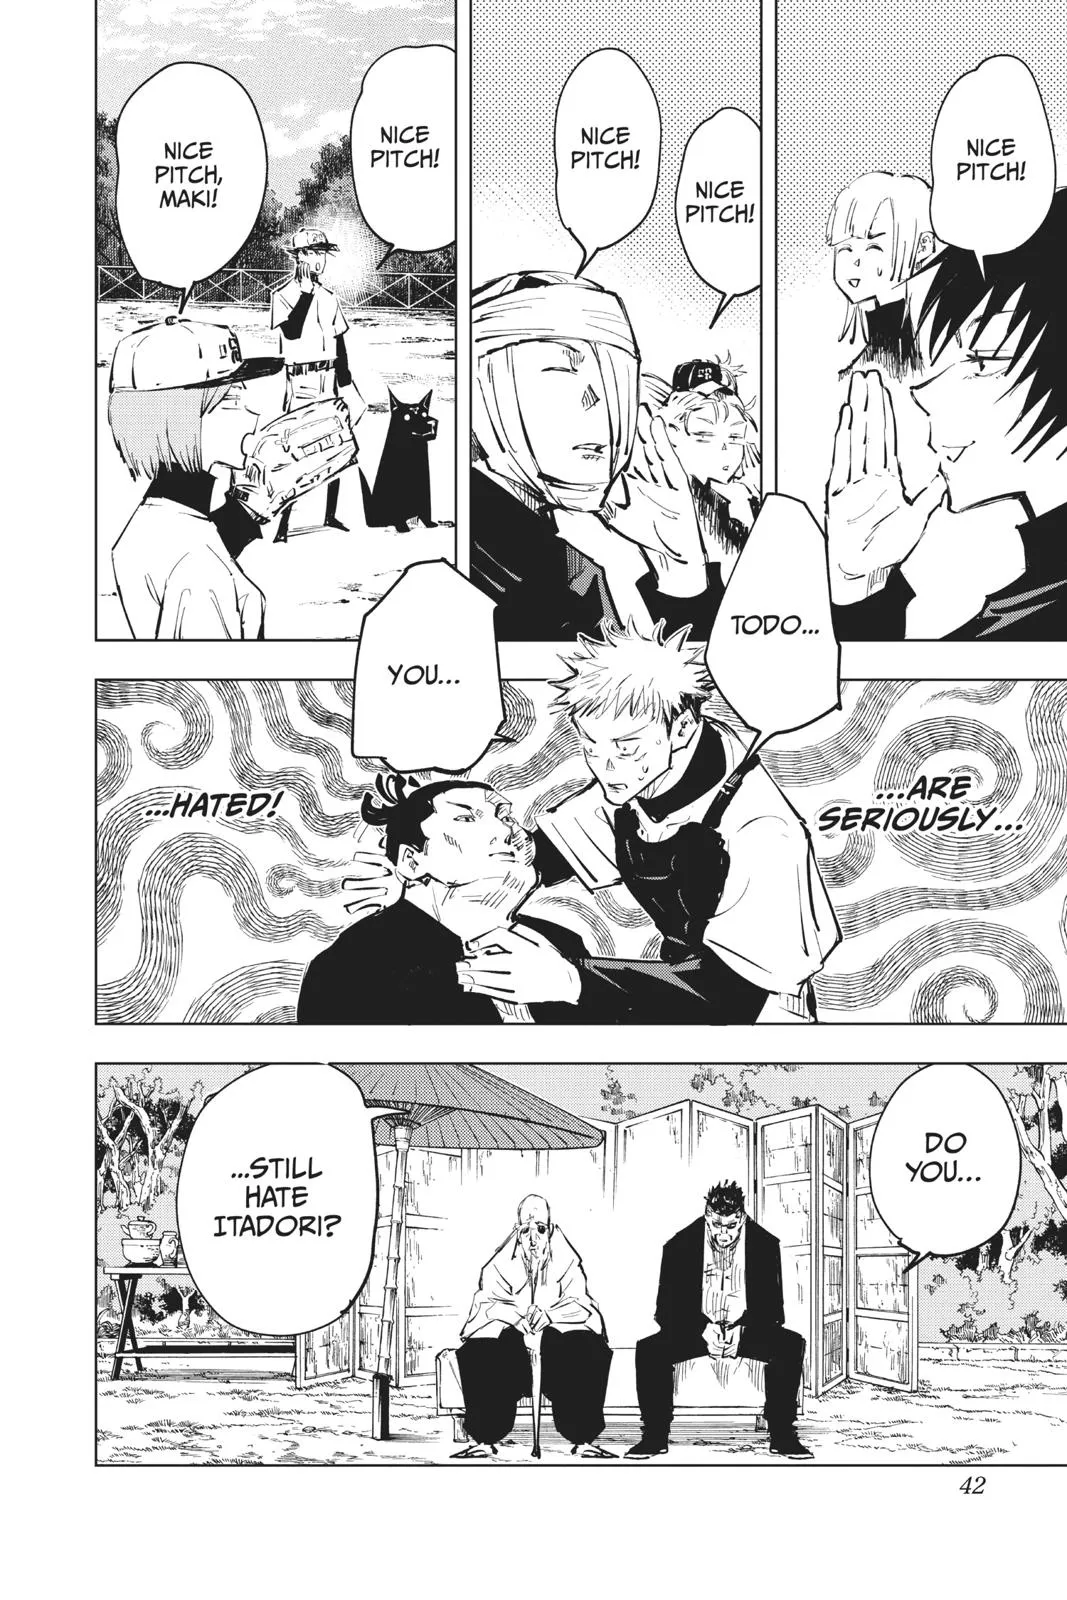 NICE
PITCH!
NICE
PITCH!
NICE
PITCH!
NICE
PITCH!
NICE
PITCH,
MAKI!
TODO...
YOU...
...ARE
SERIOUSLY...
...HATED!
DO
YOU...
...STILL
HATE
ITADORI?
42